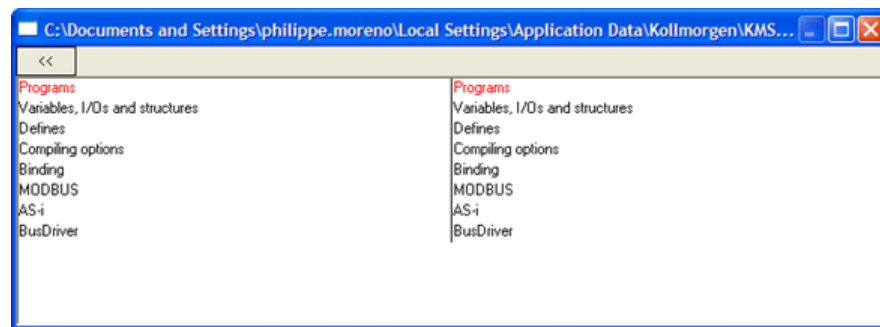 C:\Documents and Settings\philippe.moreno\Local Settings\Application Data\Kollmorgen\KMS...
<<
Programs
Variables, I/Os and structures
Defines
Compiling options
Binding
MODBUS
AS-i
BusDriver
Programs
Variables, I/Os and structures
Defines
Compiling options
Binding
MODBUS
AS-i
BusDriver